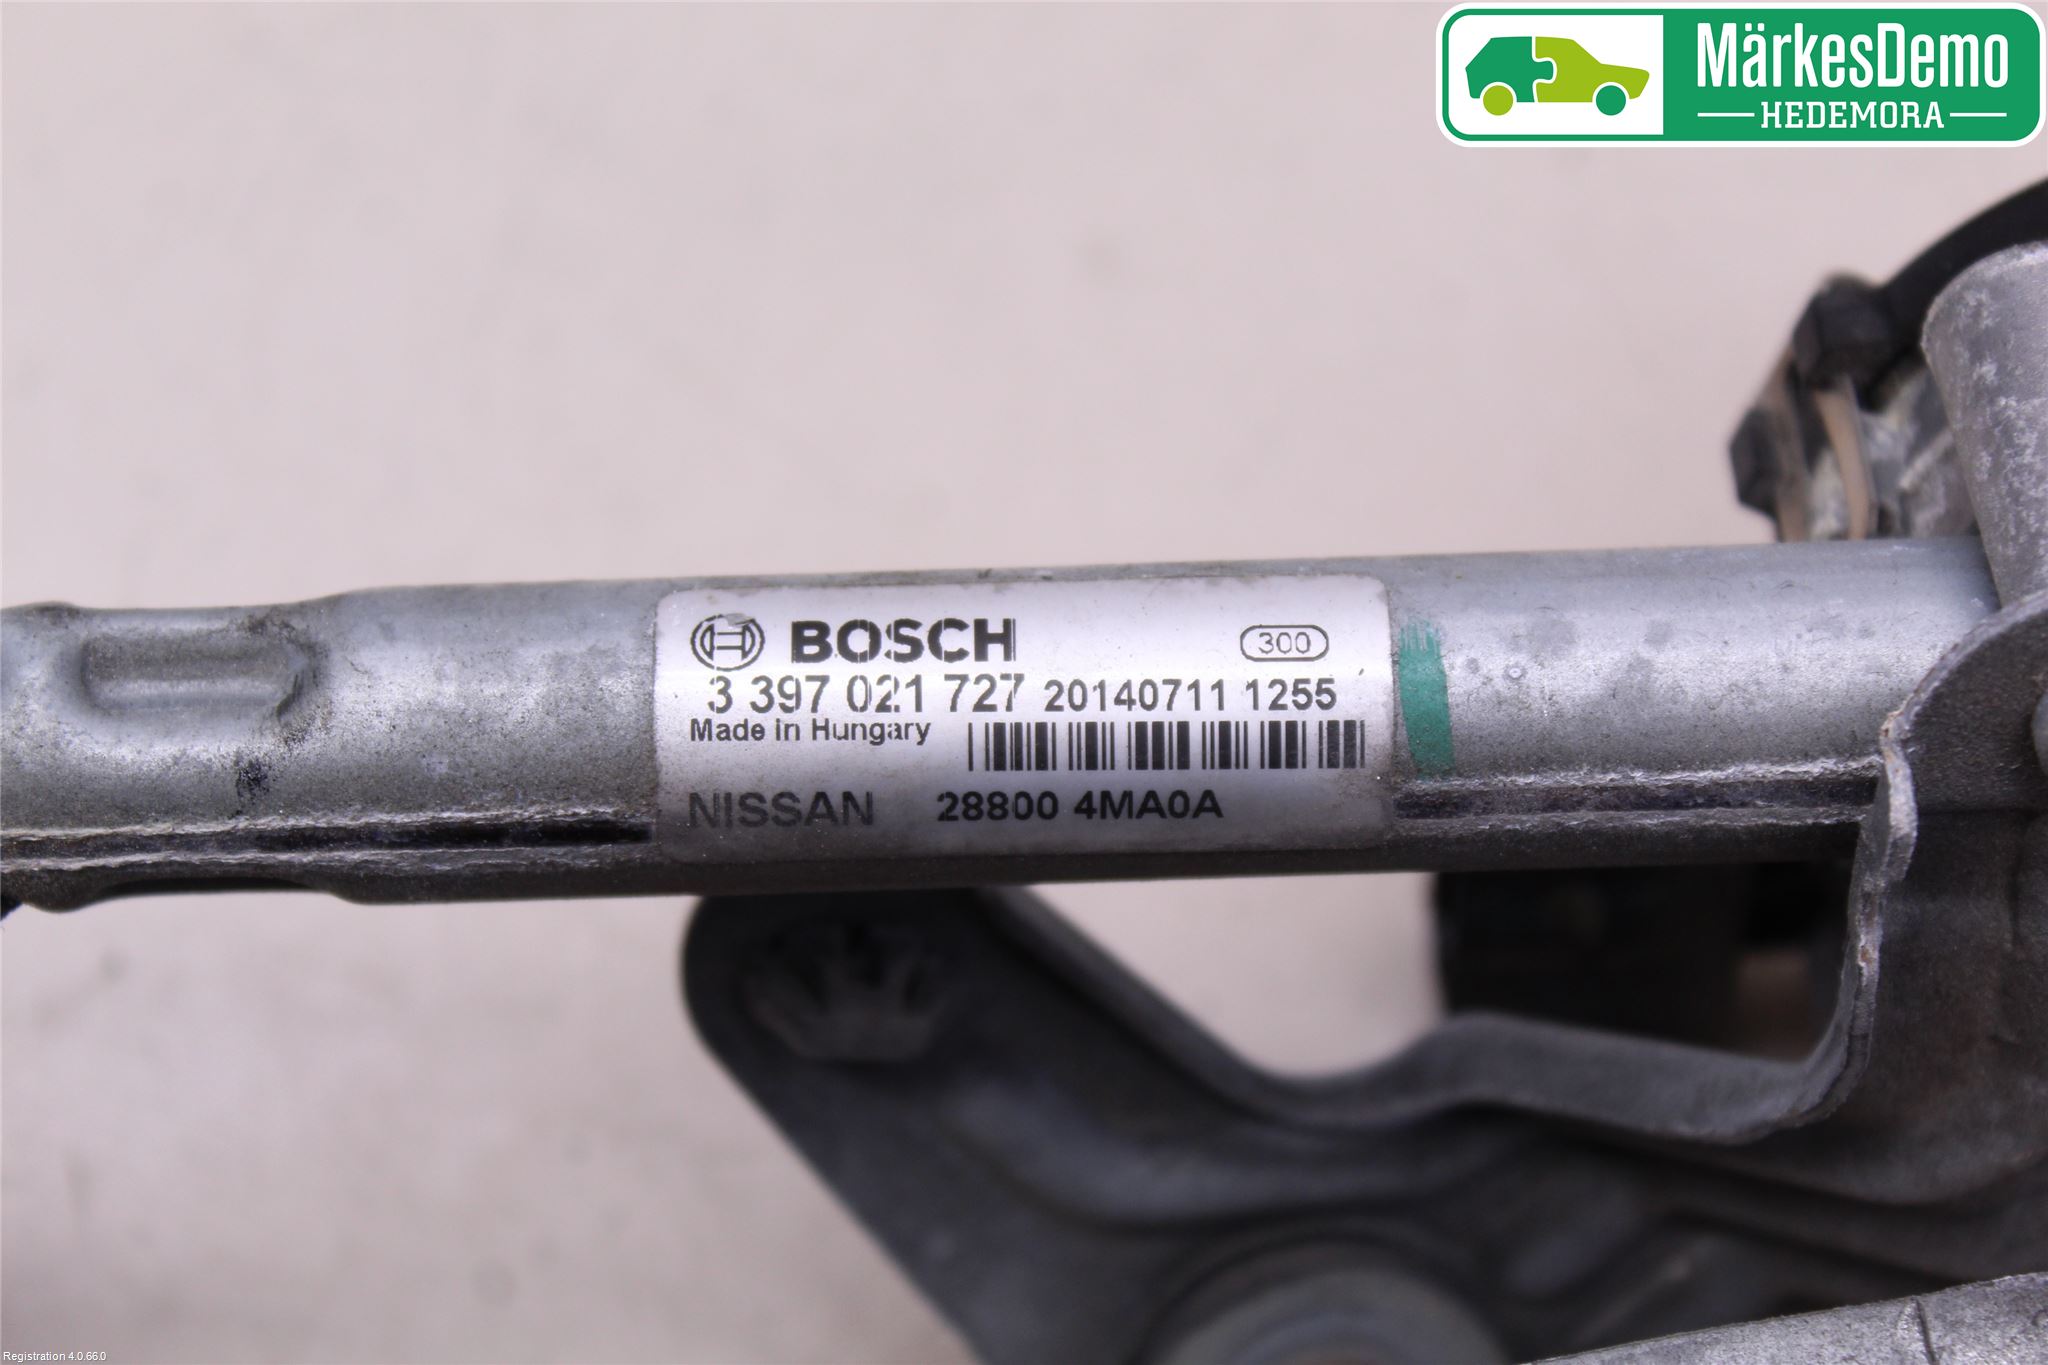 MärkesDemo
HEDEMORA
BOSCH 300
3 397 021 727 20140711 1255
Made in Hungary
NISSAN 28800 4MA0A
Registration 4.0.66.0